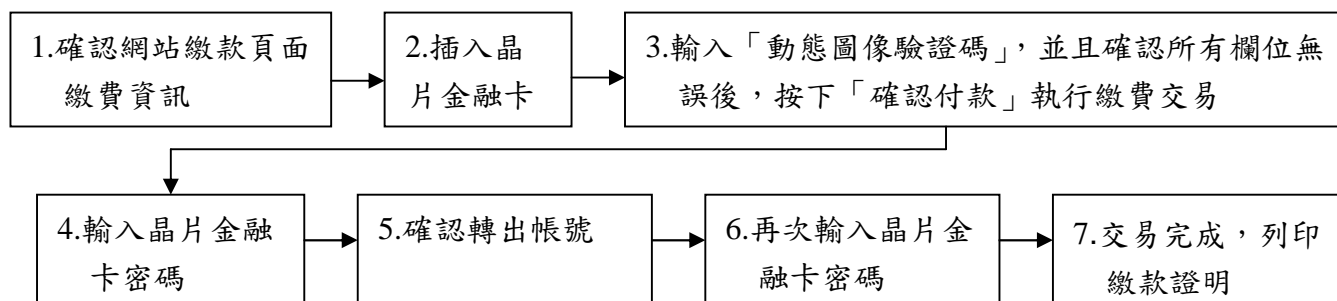 1.確認網站繳款頁面
繳費資訊
2.插入晶
片金融卡
3.輸入「動態圖像驗證碼」，並且確認所有欄位無
誤後，按下「確認付款」執行繳費交易
4.輸入晶片金融
卡密碼
5.確認轉出帳號
6.再次輸入晶片金
融卡密碼
7.交易完成，列印
繳款證明